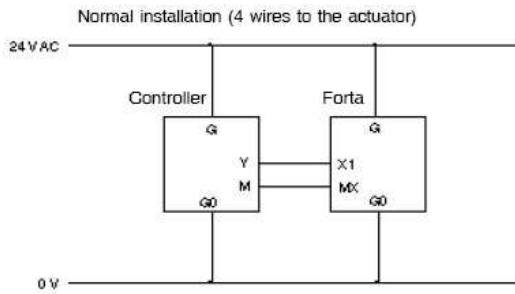 Normal installation (4 wires to the actuator)
24 V AC
Controller
Forta
G
G
Y
X1
M
MX
G0
G0
0 V